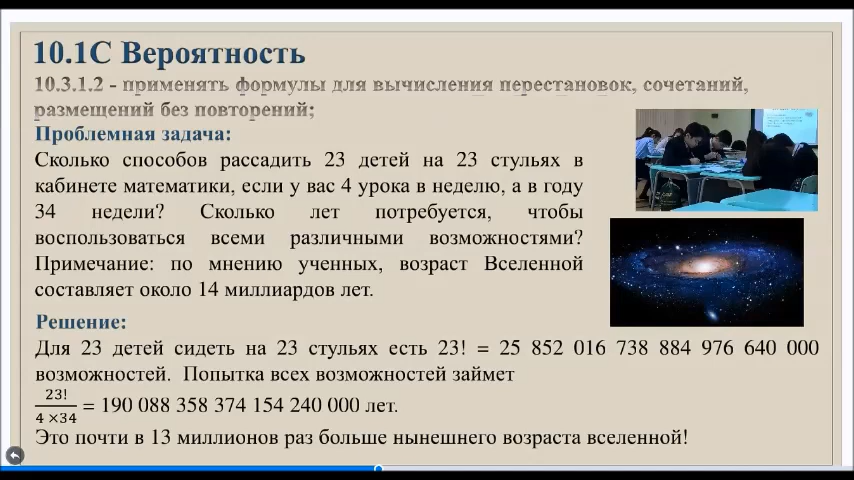 10.1C Вероятность
10.3.1.2 - применять формулы для вычисления перестановок, сочетаний,
размещений без повторений;
Проблемная задача:
Сколько способов рассадить 23 детей на 23 стульях в
кабинете математики, если у вас 4 урока в неделю, а в году
34 недели? Сколько лет потребуется, чтобы
воспользоваться всеми различными возможностями?
Примечание: по мнению ученных, возраст Вселенной
составляет около 14 миллиардов лет.
Решение:
Для 23 детей сидеть на 23 стульях есть 23! = 25 852 016 738 884 976 640 000
возможностей. Попытка всех возможностей займет
23!
4 ×34 = 190 088 358 374 154 240 000 лет.
Это почти в 13 миллионов раз больше нынешнего возраста вселенной!